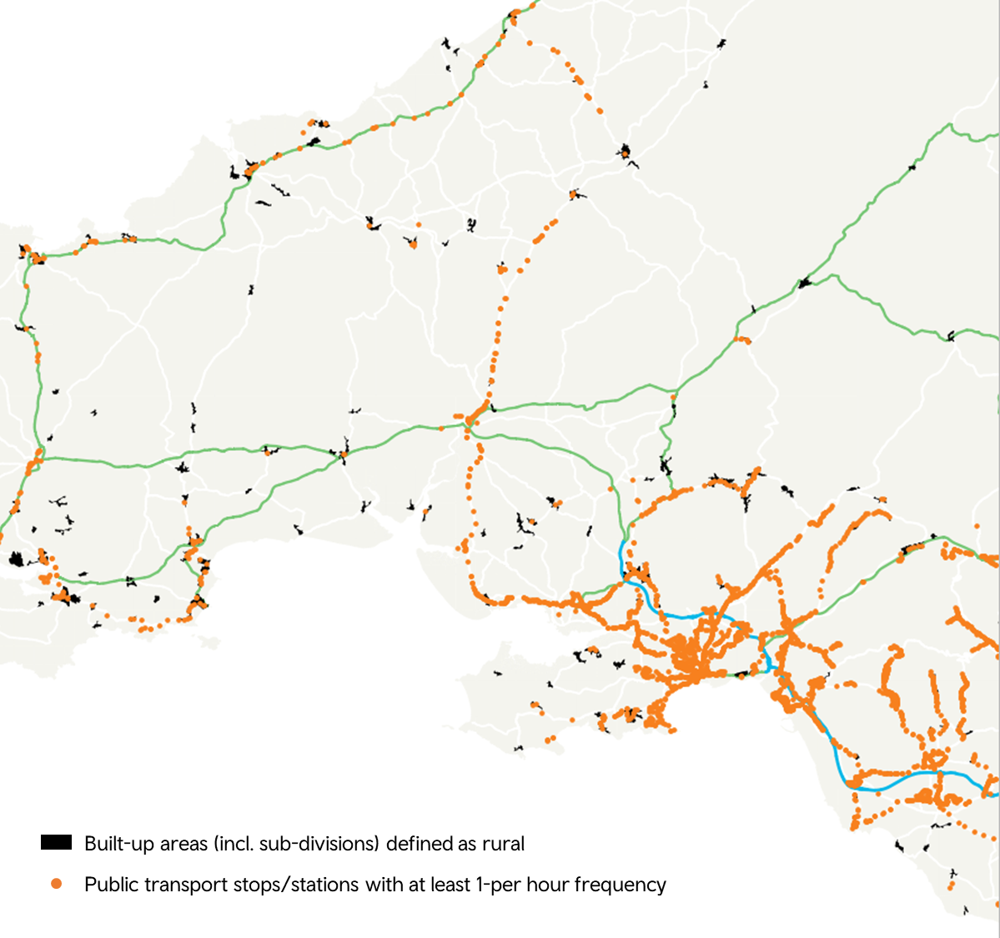 Built-up areas (incl. sub-divisions) defined as rural
Public transport stops/stations with at least 1-per hour frequency